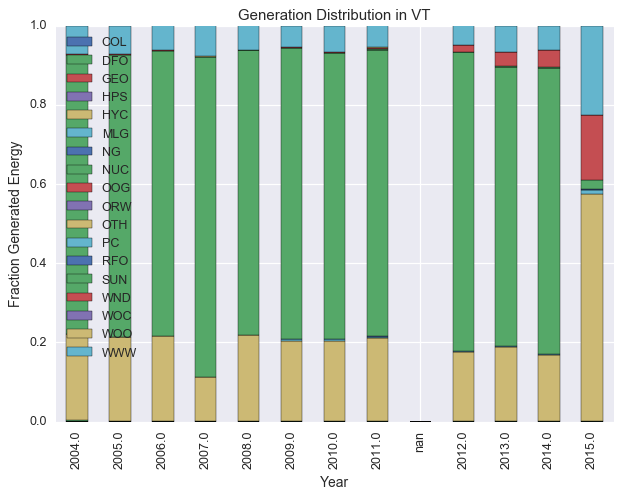 Generation Distribution in VT
1.0
0.8
0.6
0.4
0.2
0.0
Fraction Generated Energy
COL
DFO
GEO
HPS
HYC
MLG
NG
NUC
OOG
ORW
OTH
PC
RFO
SUN
WND
WOC
WOO
WWW
2004.0
2005.0
2006.0
2007.0
2008.0
2009.0
2010.0
2011.0
nan
2012.0
2013.0
2014.0
2015.0
Year